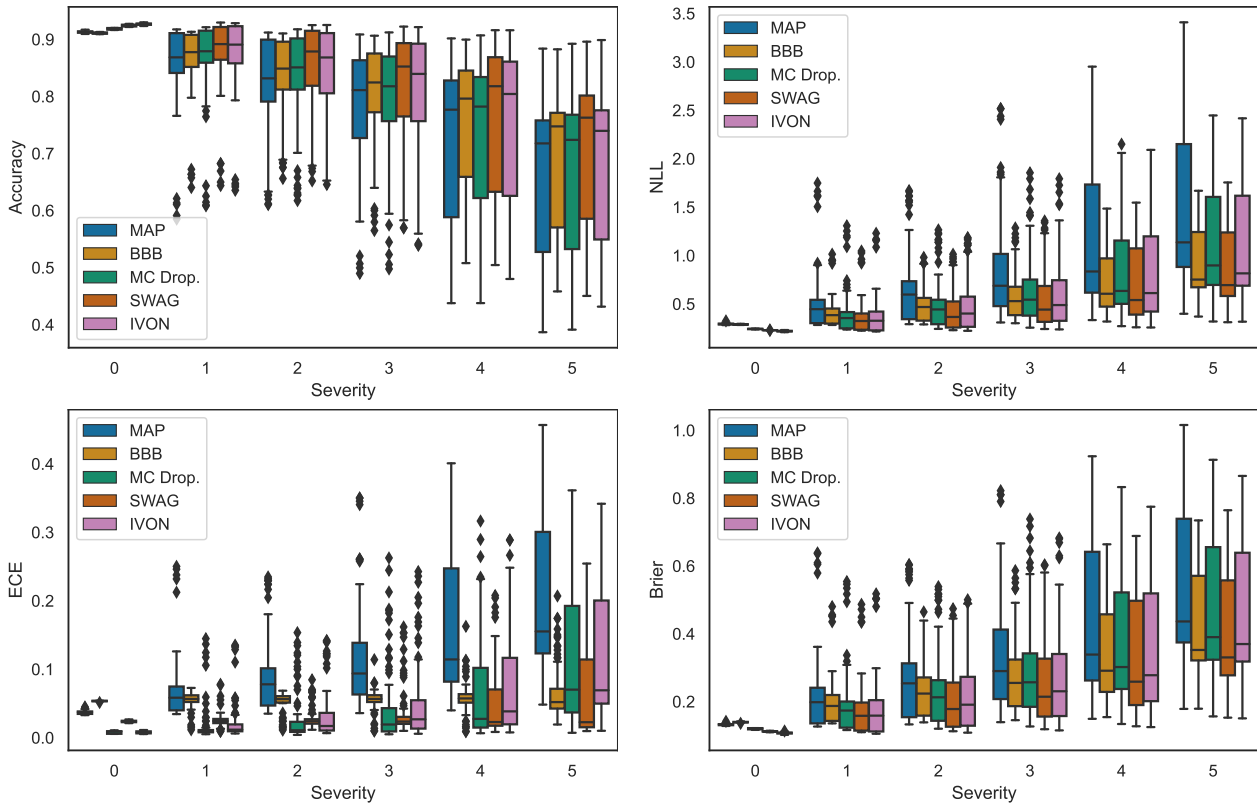 0.9
0.8
0.7
0.6
0.5
0.4
Accuracy
MAP
BBB
MC Drop.
SWAG
IVON
0 1 2 3 4 5
Severity
3.5
3.0
2.5
2.0
1.5
1.0
0.5
NLL
MAP
BBB
MC Drop.
SWAG
IVON
0 1 2 3 4 5
Severity
0.4
0.3
0.2
0.1
0.0
ECE
MAP
BBB
MC Drop.
SWAG
IVON
0 1 2 3 4 5
Severity
1.0
0.8
0.6
0.4
0.2
Brier
MAP
BBB
MC Drop.
SWAG
IVON
0 1 2 3 4 5
Severity